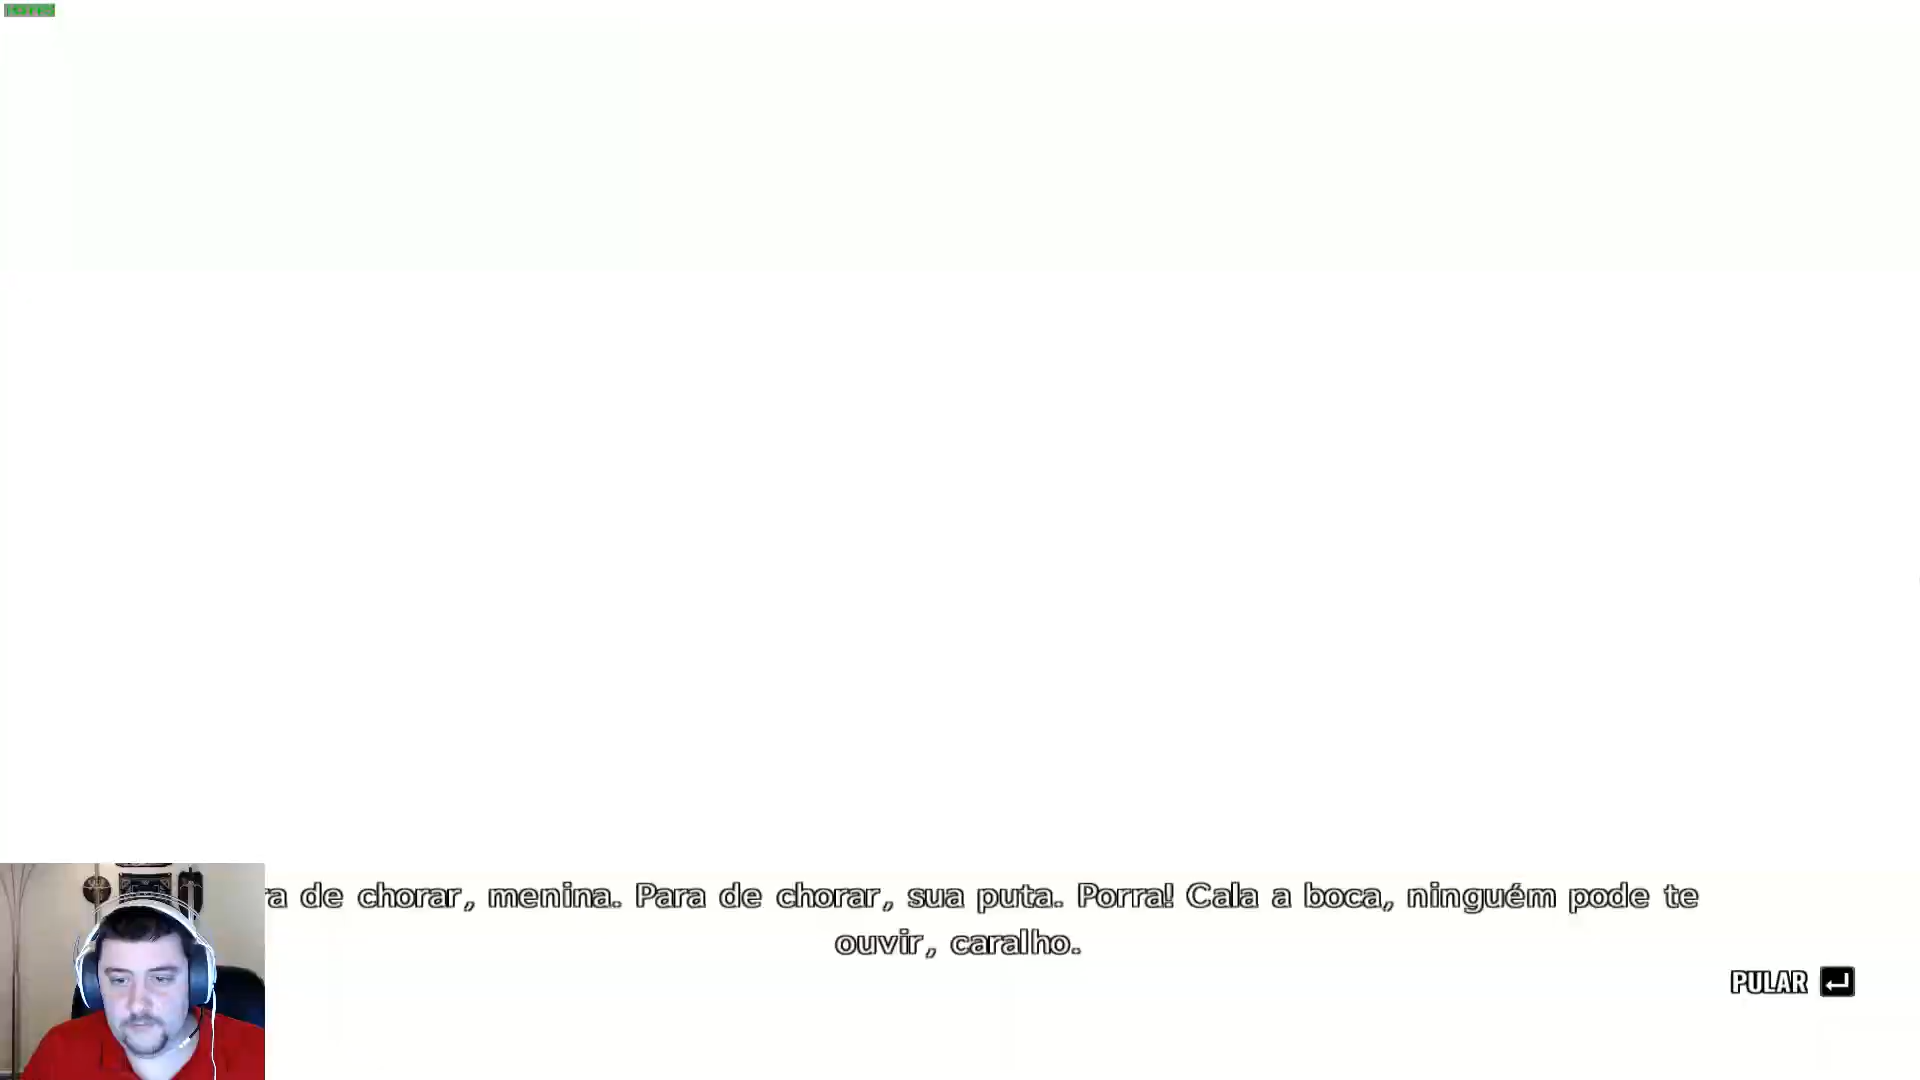 de chorar, menina. Para de chorar, sua puta. Porra! Cala a boca, ninguém pode te
ouvir, caralho.
PULAR